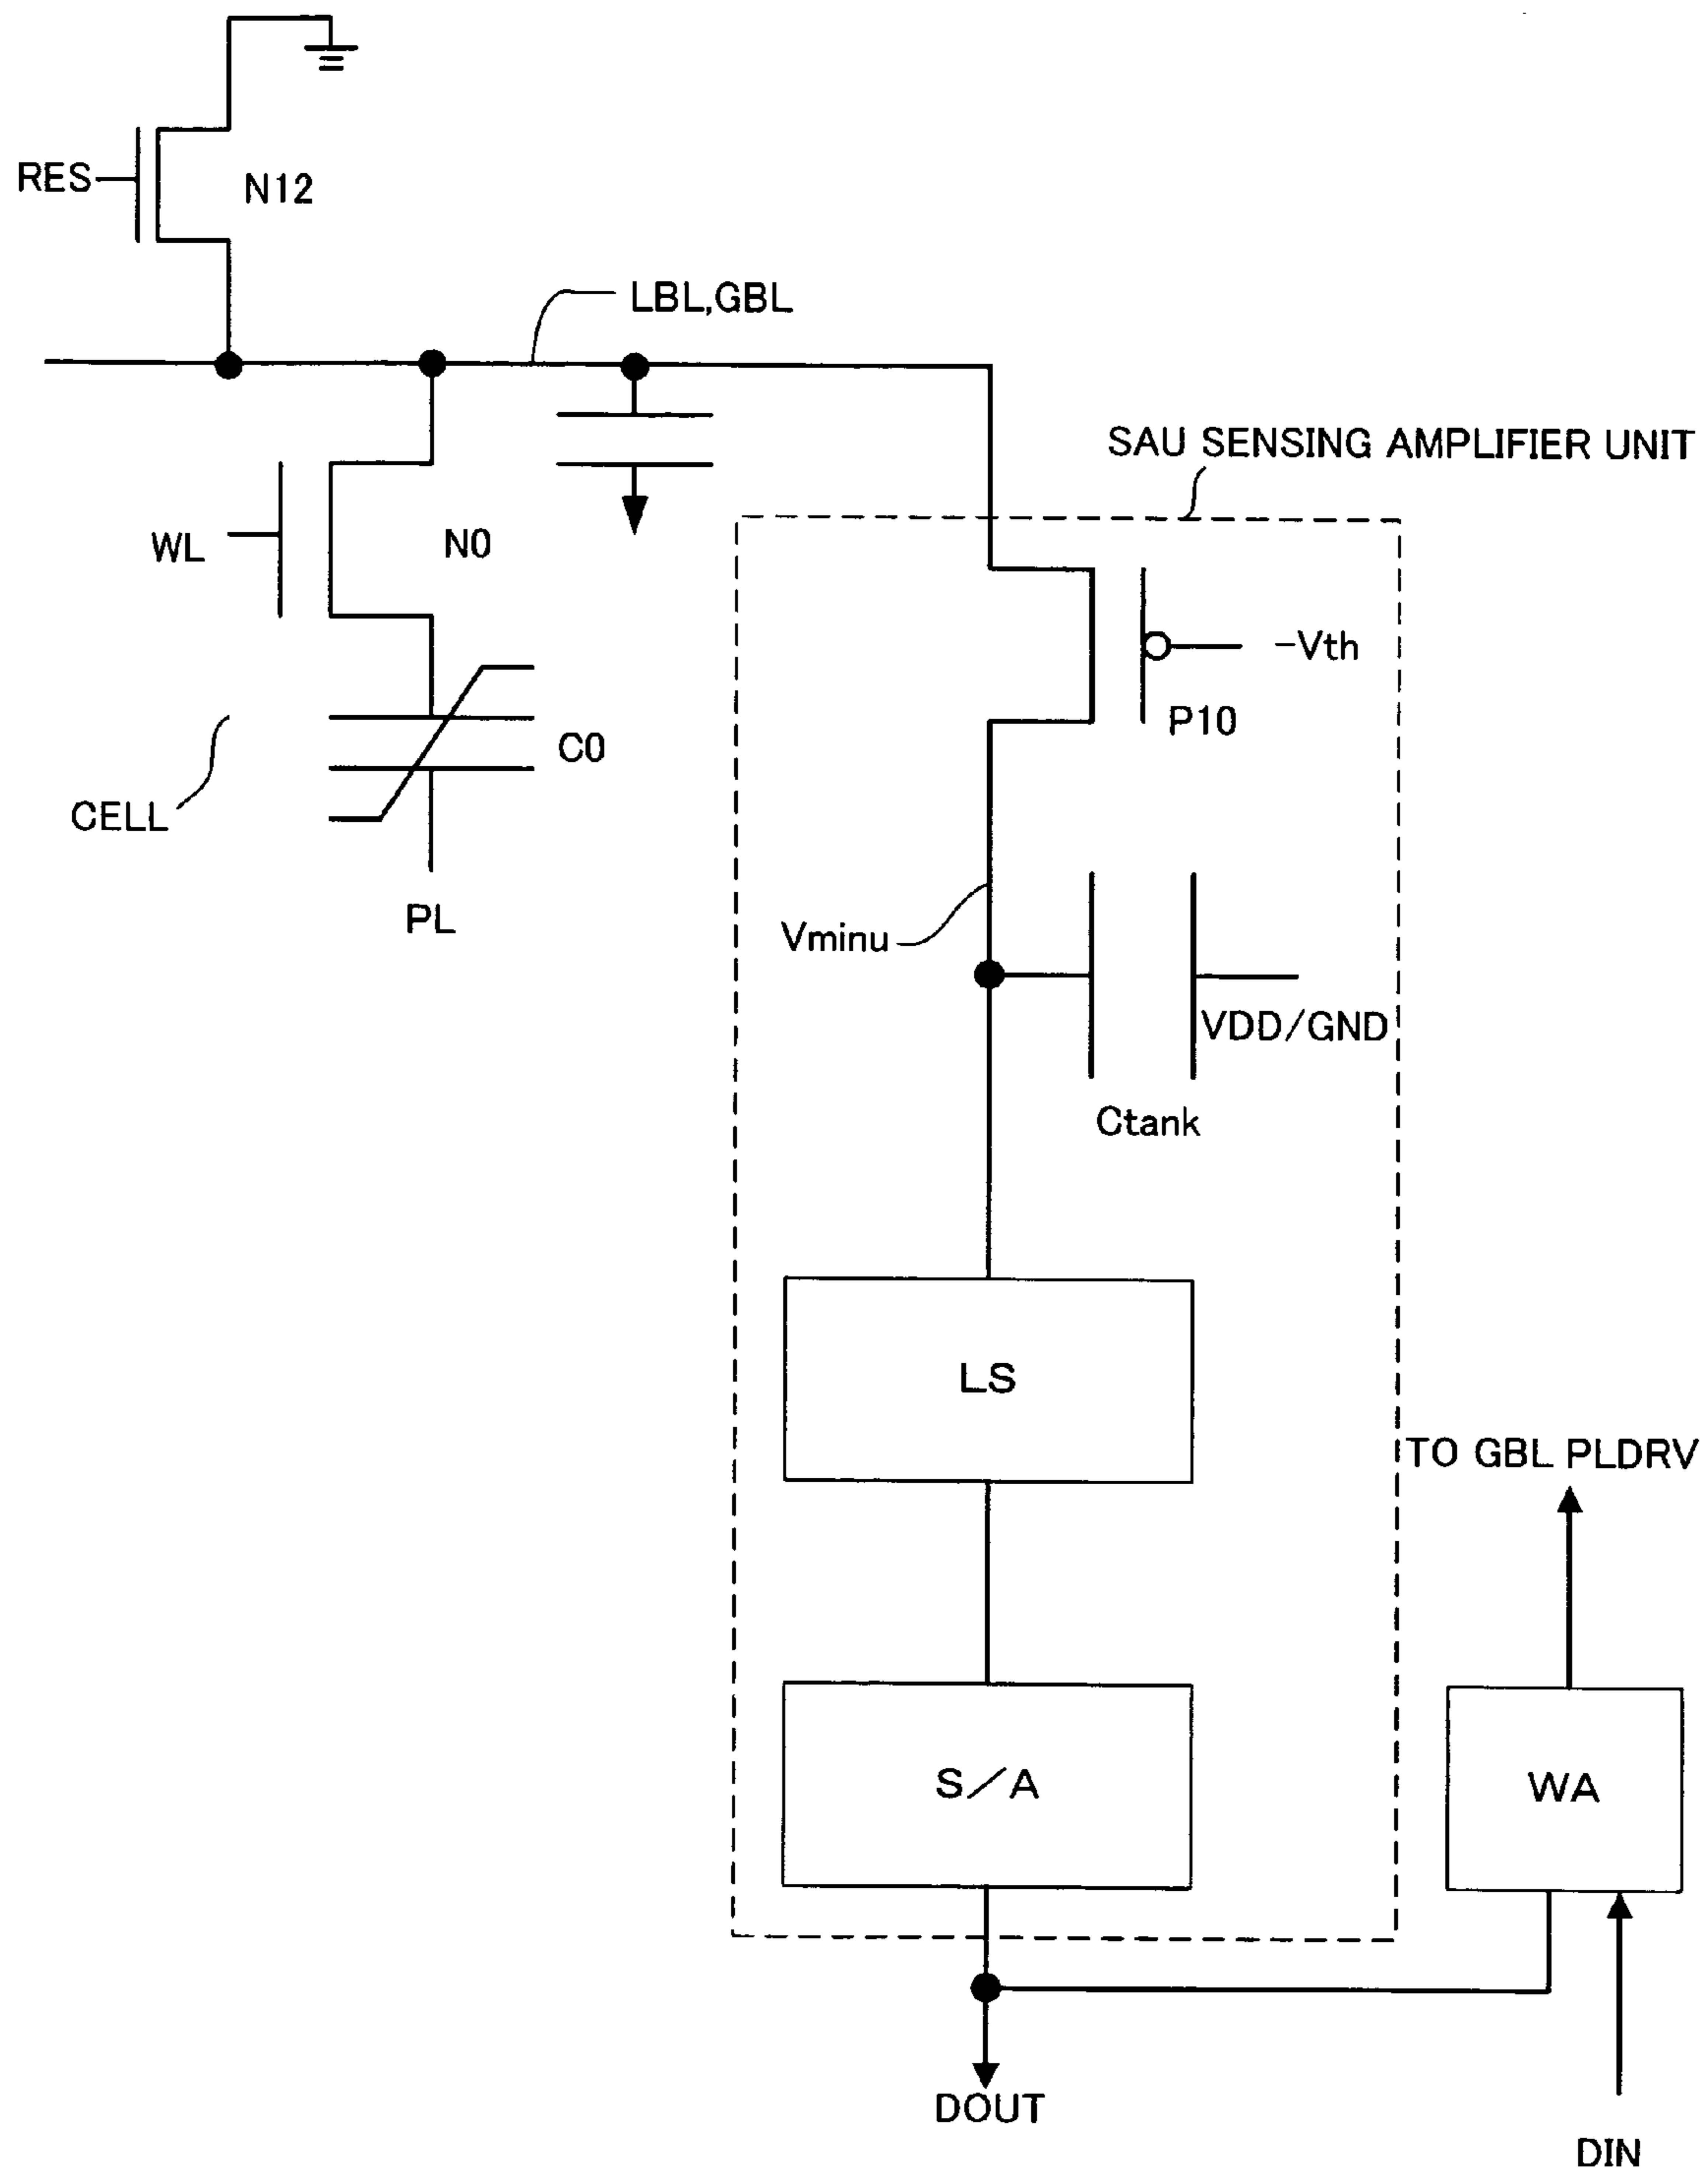 RES
N12
LBL,GBL
SAU SENSING AMPLIFIER UNIT
WL
N0
-Vth
P10
C0
CELL
PL
Vminu
VDD/GND
Ctank
LS
TO GBL PLDRV
S/A
WA
DOUT
DIN